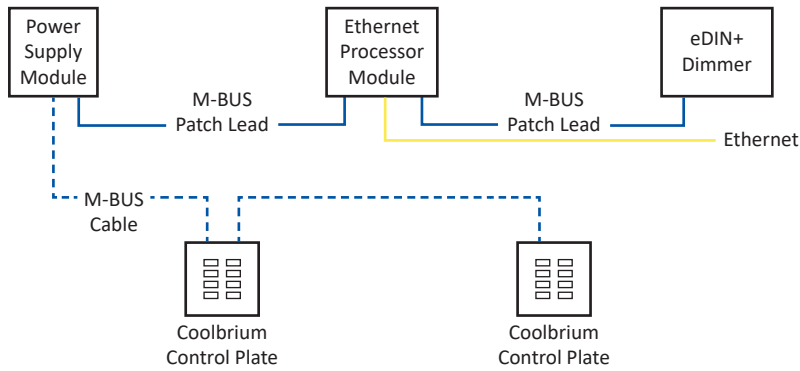 Power
Supply
Module
Ethernet
Processor
Module
eDIN+
Dimmer
M-BUS
Patch Lead
M-BUS
Patch Lead
Ethernet
M-BUS
Cable
Coolbrium
Control Plate
Coolbrium
Control Plate